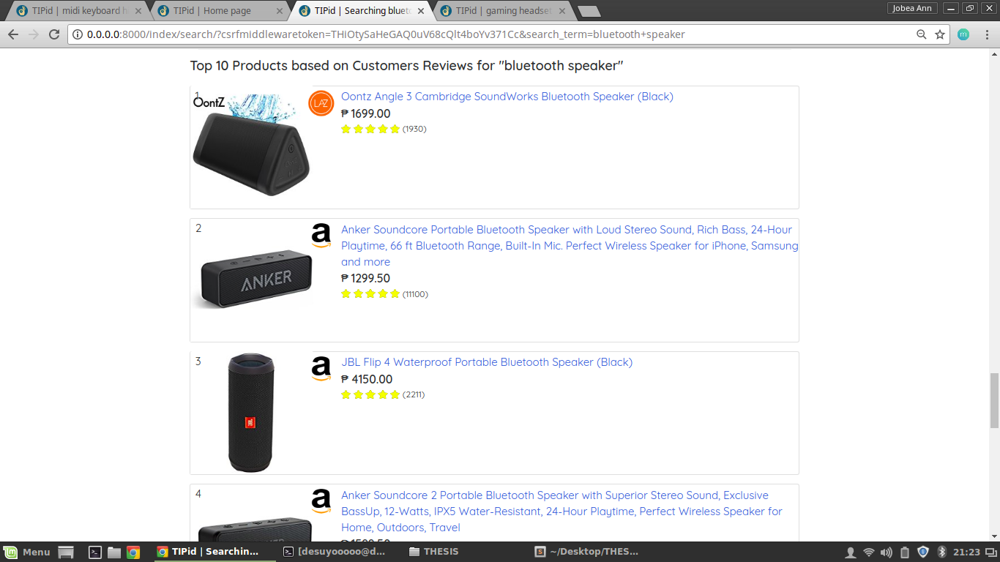 TIPid | midi keyboard h
TIPid | Home page
TIPid | Searching blueto
TIPid | gaming headset
Jobea Ann
0.0.0.0:8000/index/search/?csrfmiddlewaretoken=THiOtySaHeGAQ0uV68cQlt4boYv371Cc&search_term=bluetooth+speaker
m
Top 10 Products based on Customers Reviews for "bluetooth speaker"
1
OontZ
LAZ
Oontz Angle 3 Cambridge SoundWorks Bluetooth Speaker (Black)
₱ 1699.00
(1930)
2
ANKER
a
Anker Soundcore Portable Bluetooth Speaker with Loud Stereo Sound, Rich Bass, 24-Hour
Playtime, 66 ft Bluetooth Range, Built-In Mic. Perfect Wireless Speaker for iPhone, Samsung
and more
₱ 1299.50
(11100)
3
JBL
a
JBL Flip 4 Waterproof Portable Bluetooth Speaker (Black)
₱ 4150.00
(2211)
4
a
Anker Soundcore 2 Portable Bluetooth Speaker with Superior Stereo Sound, Exclusive
BassUp, 12-Watts, IPX5 Water-Resistant, 24-Hour Playtime, Perfect Wireless Speaker for
Home, Outdoors, Travel
Menu
TIPid | Searchin...
[desuyooooo@d...
THESIS
~/Desktop/THES...
21:23